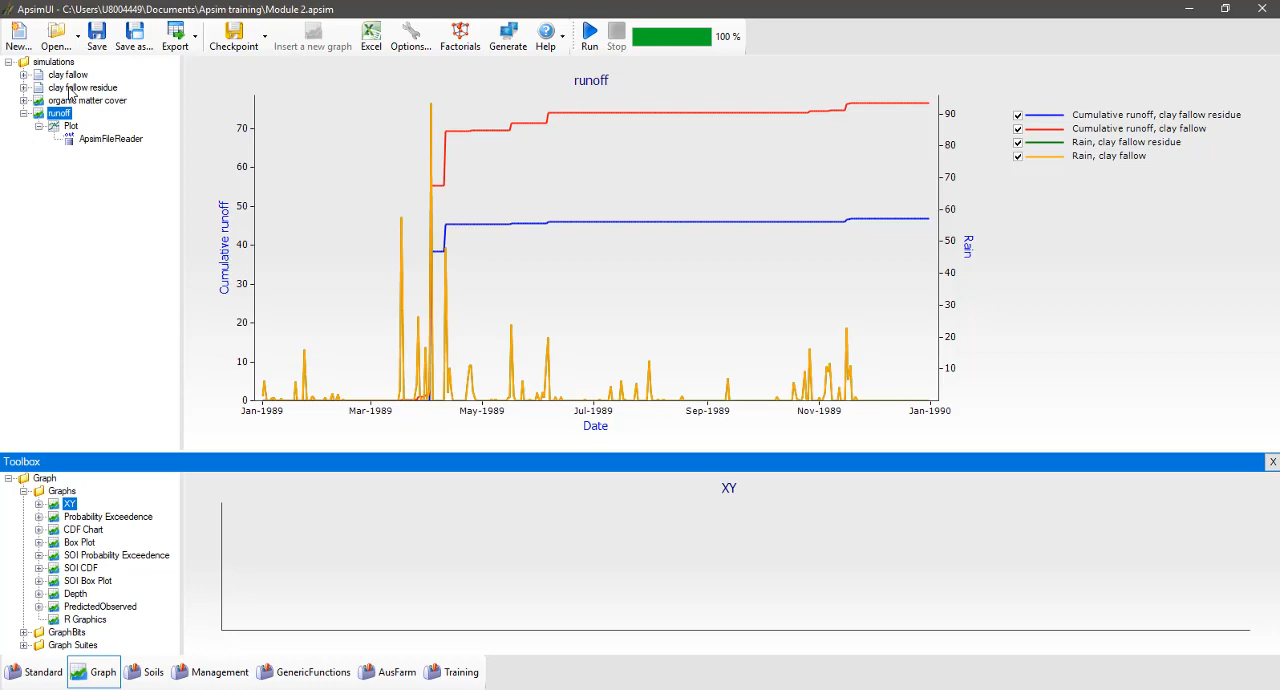 ApsimUI - C:\Users\U8004449\Documents\Apsim training\Module 2.apsim
New... Open... Save Save as... Export Checkpoint Insert a new graph Excel Options... Factorials Generate Help Run Stop 100 %
simulations
clay fallow
clay fallow residue
organic matter cover
runoff
Plot
ApsimFileReader
runoff
Cumulative runoff, clay fallow residue
Cumulative runoff, clay fallow
Rain, clay fallow residue
Rain, clay fallow
Cumulative runoff
70
60
50
40
30
20
10
0
90
80
70
60
50
40
30
20
10
Rain
Jan-1989 Mar-1989 May-1989 Jul-1989 Sep-1989 Nov-1989 Jan-1990
Date
Toolbox X
Graph
Graphs
XY
Probability Exceedence
CDF Chart
Box Plot
SOI Probability Exceedence
SOI CDF
SOI Box Plot
Depth
PredictedObserved
R Graphics
GraphBits
Graph Suites
XY
Standard Graph Soils Management GenericFunctions AusFarm Training